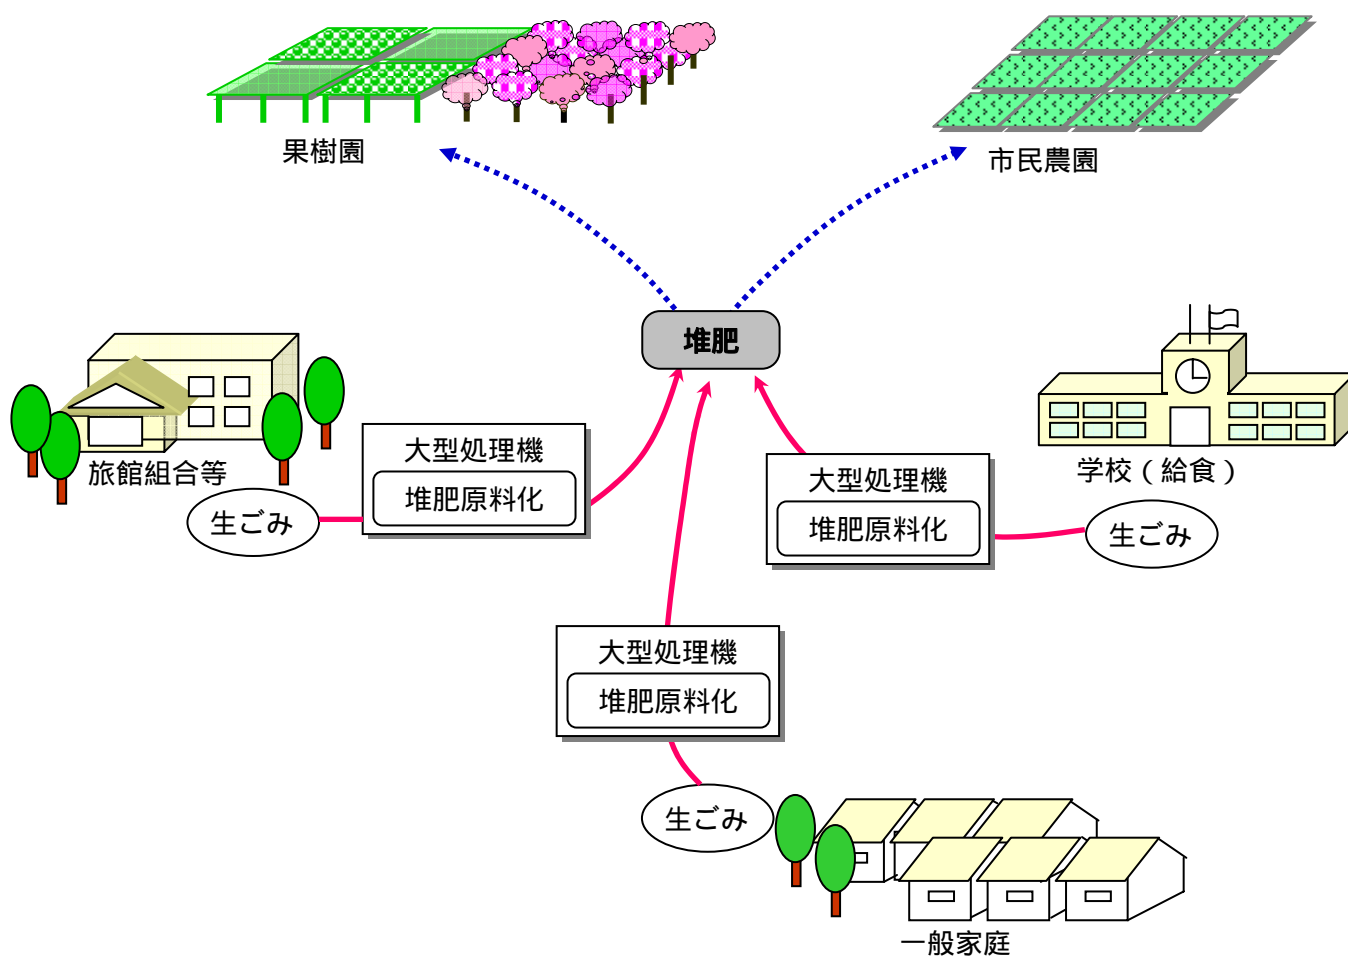 果樹園
市民農園
堆肥
旅館組合等
生ごみ
大型処理機
堆肥原料化
大型処理機
堆肥原料化
学校（給食）
生ごみ
大型処理機
堆肥原料化
生ごみ
一般家庭